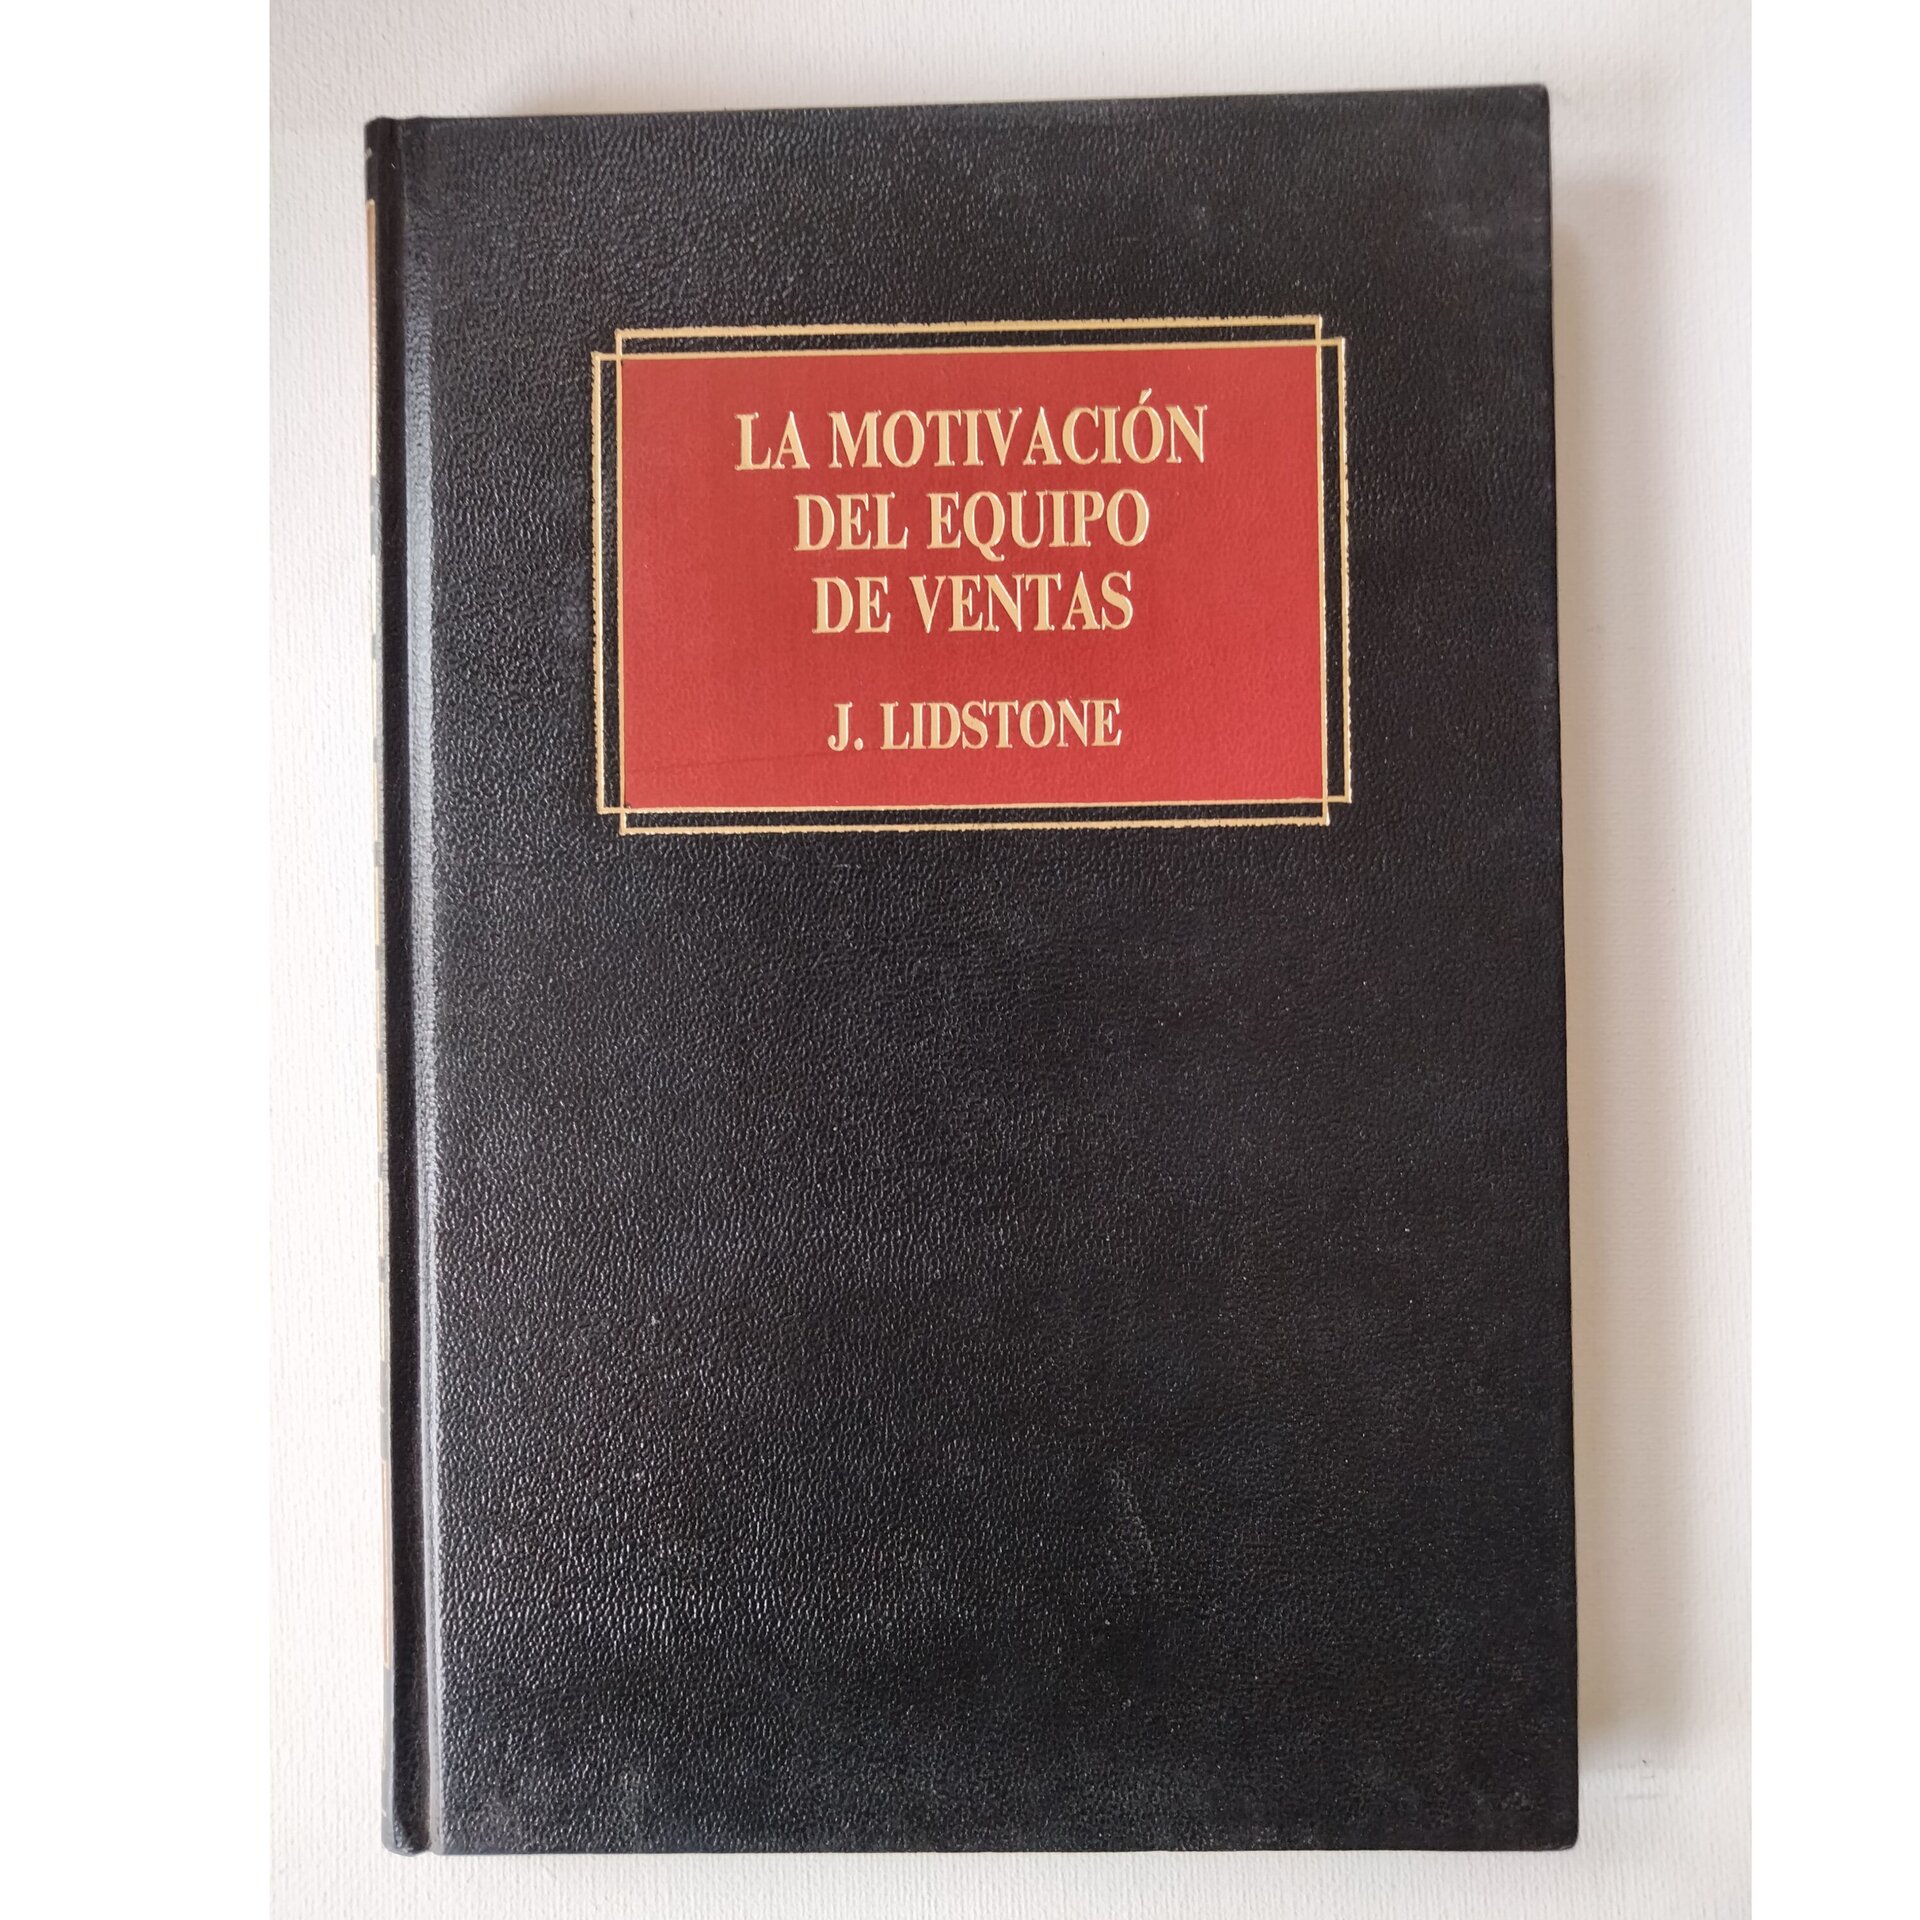 LA MOTIVACIÓN
DEL EQUIPO
DE VENTAS
J. LIDSTONE